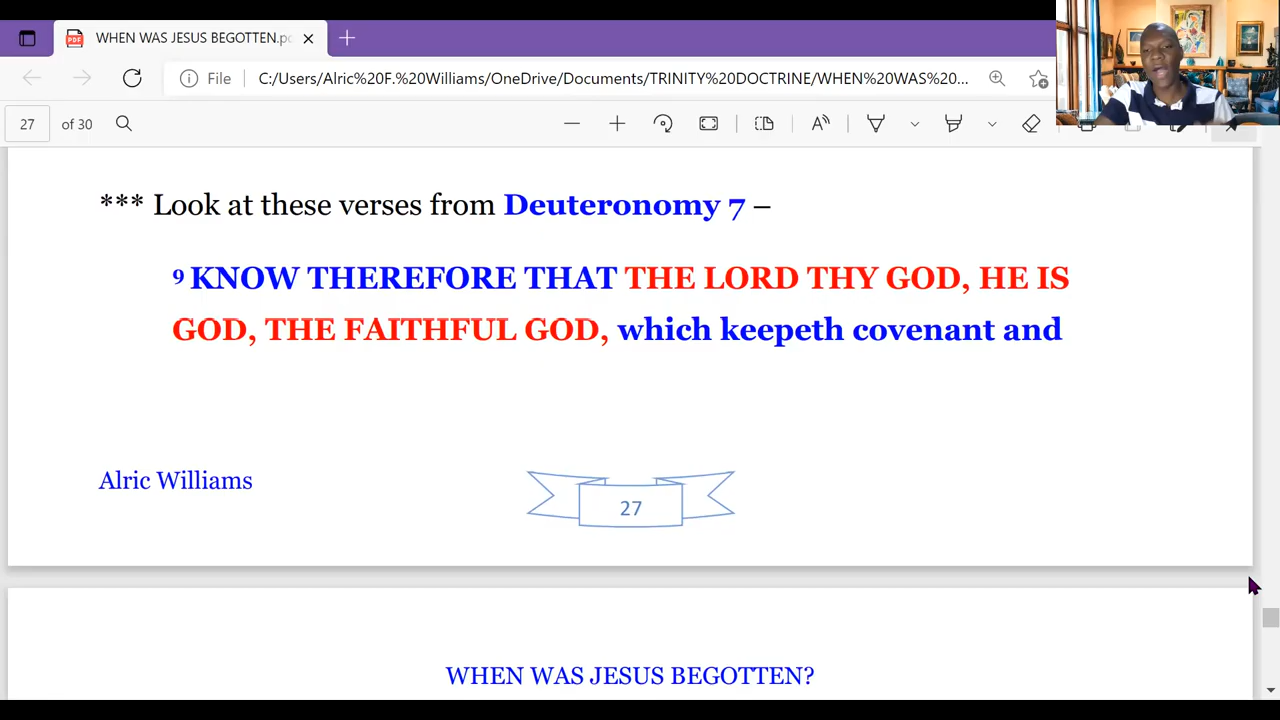 WHEN WAS JESUS BEGOTTEN.pc
File C:/Users/Alric%20F.%20Williams/OneDrive/Documents/TRINITY%20DOCTRINE/WHEN%20WAS%20...
27 of 30
*** Look at these verses from Deuteronomy 7 –
9 KNOW THEREFORE THAT THE LORD THY GOD, HE IS
GOD, THE FAITHFUL GOD, which keepeth covenant and
Alric Williams
27
WHEN WAS JESUS BEGOTTEN?